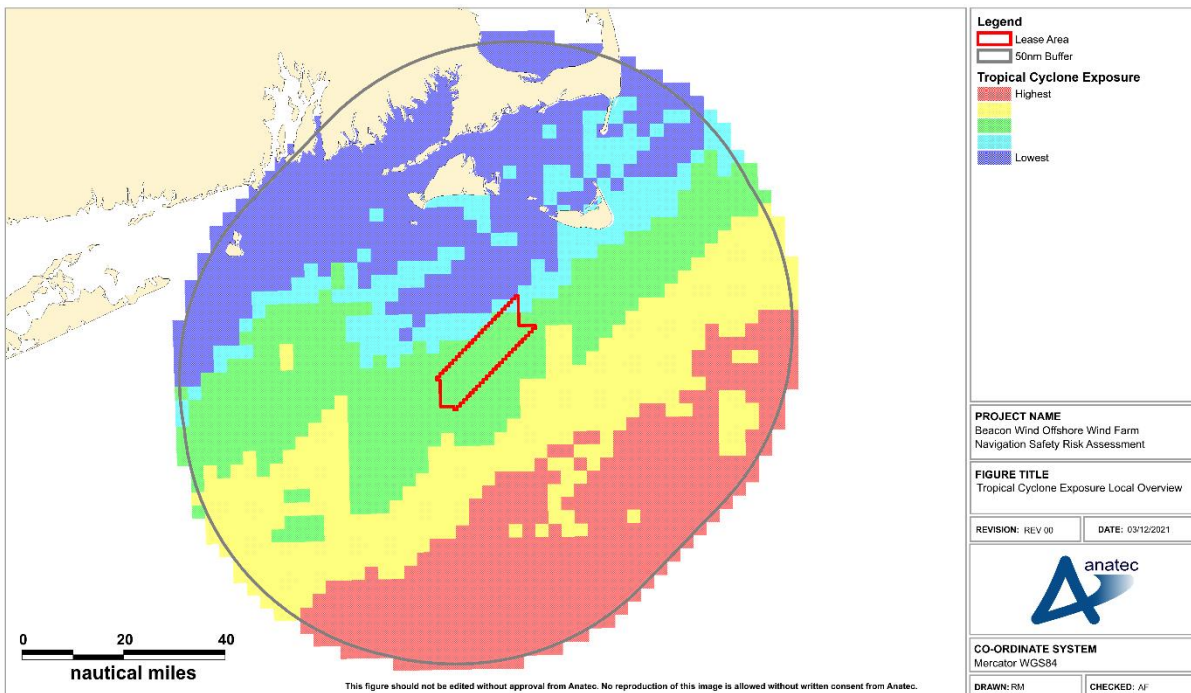 Legend
Lease Area
50nm Buffer
Tropical Cyclone Exposure
Highest
Lowest
PROJECT NAME
Beacon Wind Offshore Wind Farm
Navigation Safety Risk Assessment
FIGURE TITLE
Tropical Cyclone Exposure Local Overview
REVISION: REV 00
DATE: 03/12/2021
anatec
CO-ORDINATE SYSTEM
Mercator WGS84
DRAWN: RM
CHECKED: AF
0 20 40
nautical miles
This figure should not be edited without approval from Anatec. No reproduction of this image is allowed without written consent from Anatec.